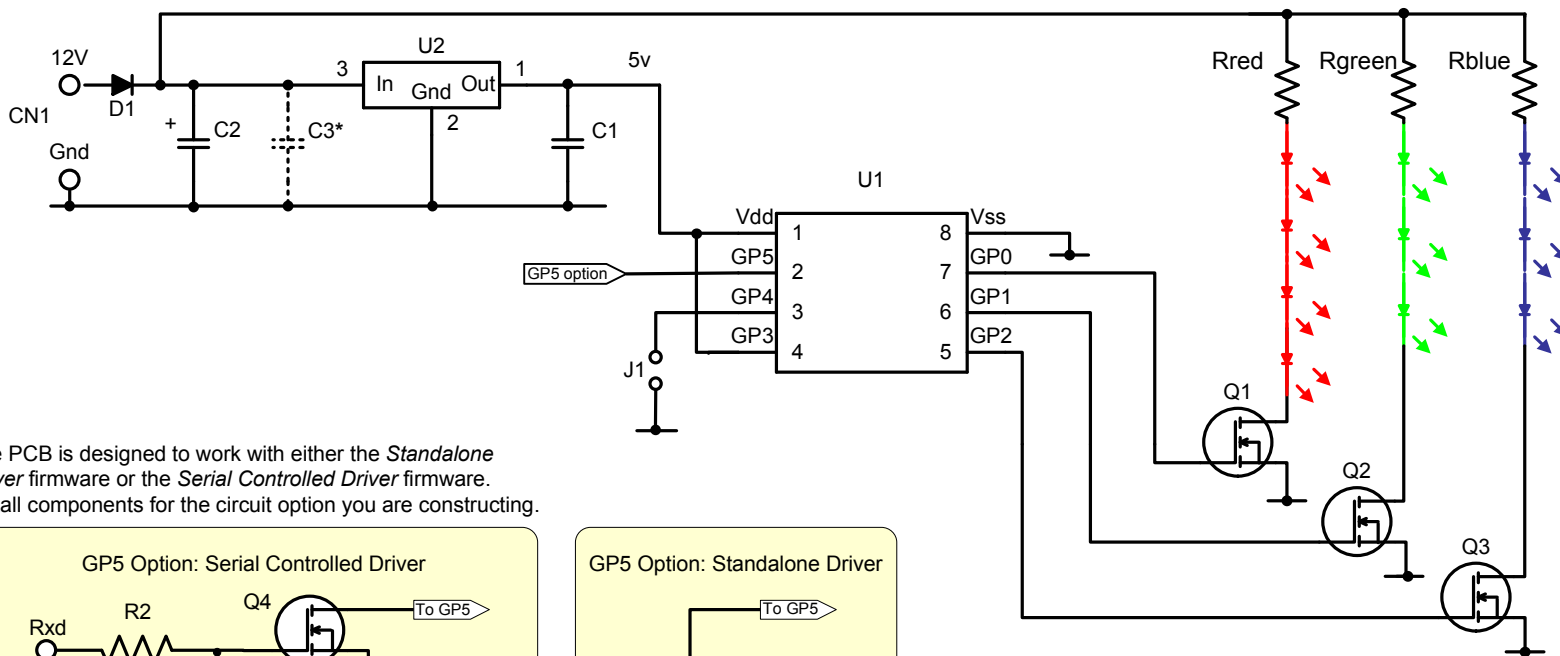 12V
CN1
D1
Gnd
+
C2
C3*
U2
3
In
Gnd
Out
1
2
5v
C1
Rred
Rgreen
Rblue
U1
Vdd
1
8
Vss
GP5 option
GP5
2
7
GP0
GP4
3
6
GP1
GP3
4
5
GP2
J1
Q1
Q2
Q3
PCB is designed to work with either the Standalone
firmware or the Serial Controlled Driver firmware.
all components for the circuit option you are constructing.
GP5 Option: Serial Controlled Driver
Rxd
R2
Q4
To GP5
GP5 Option: Standalone Driver
To GP5